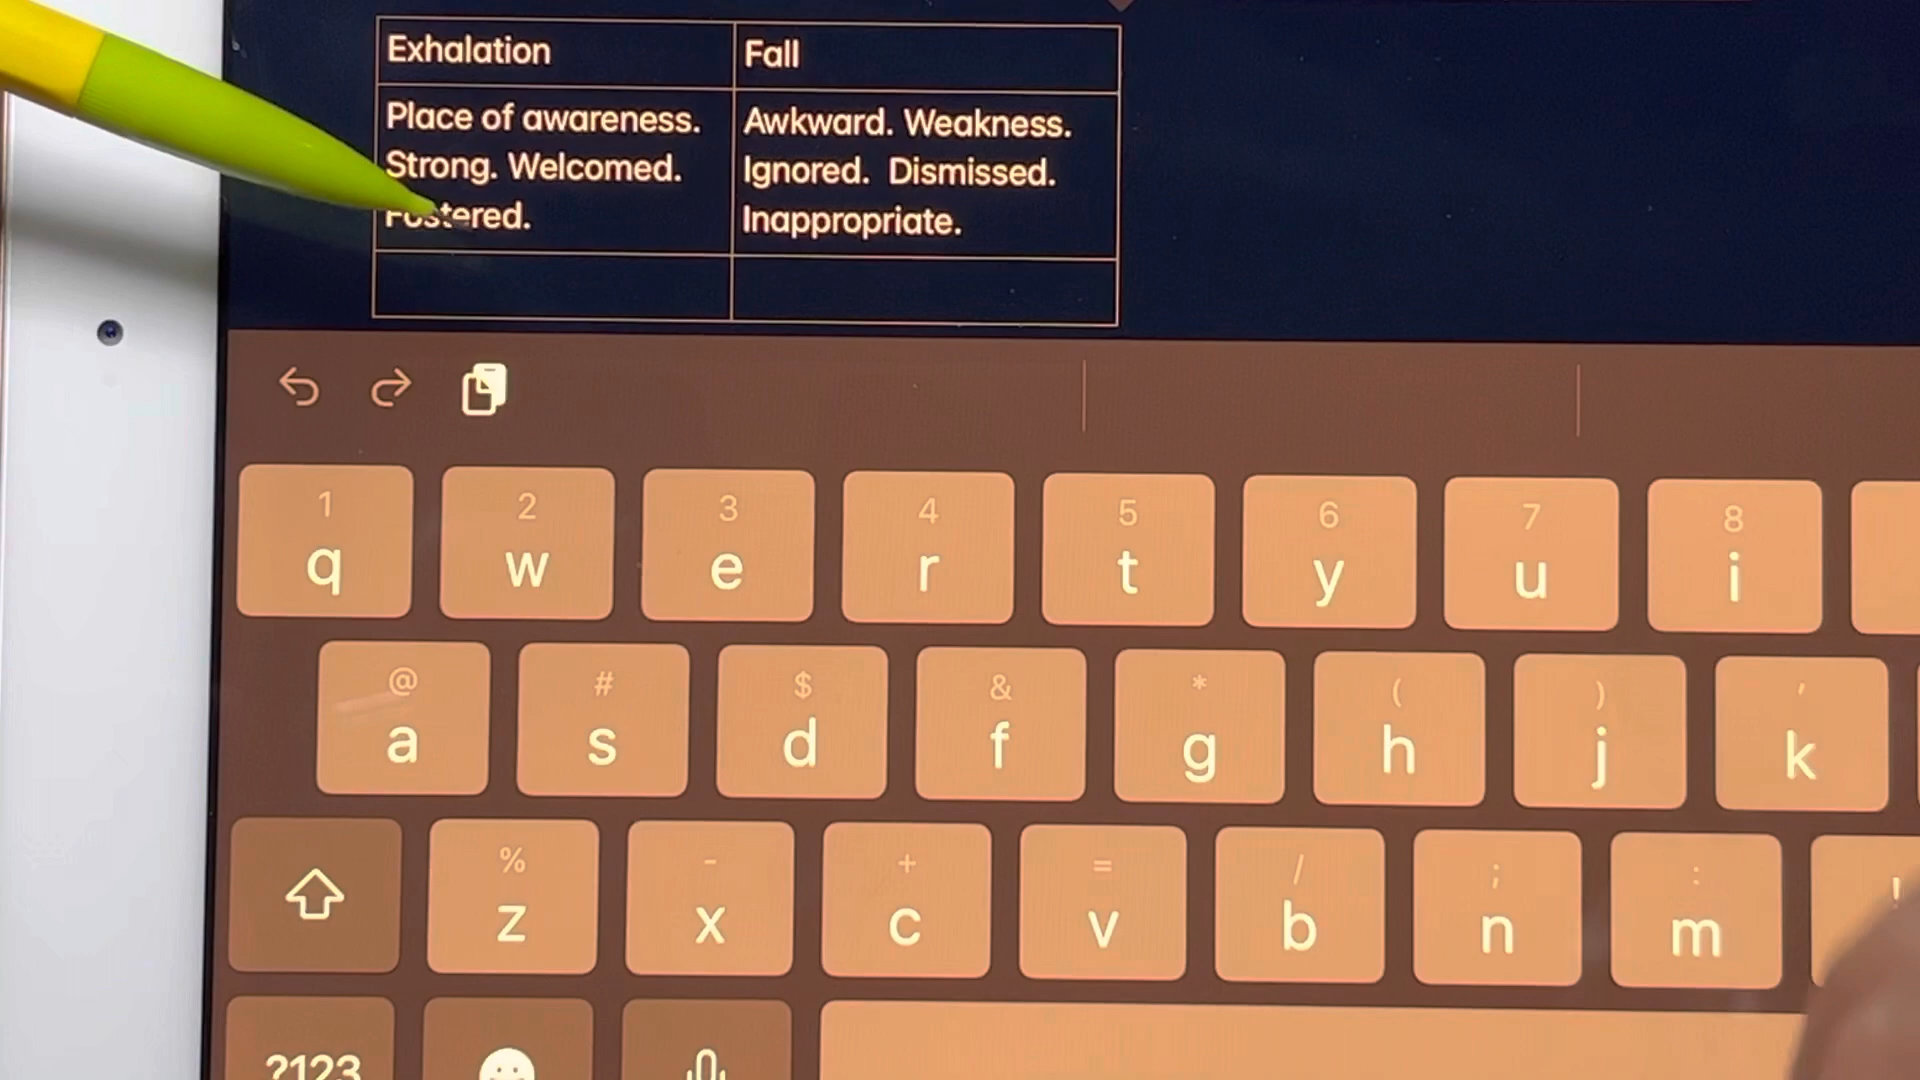 Exhalation Fall
Place of awareness. Awkward. Weakness.
Strong. Welcomed. Ignored. Dismissed.
Fostered. Inappropriate.
1 2 3 4 5 6 7 8
q w e r t y u i
@ # $ & * ( ) '
a s d f g h j k
% - + = / ; : !
z x c v b n m
?123